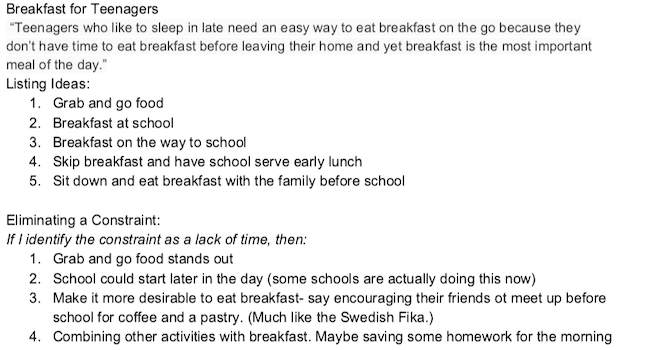 Breakfast for Teenagers
“Teenagers who like to sleep in late need an easy way to eat breakfast on the go because they
don't have time to eat breakfast before leaving their home and yet breakfast is the most important
meal of the day.”
Listing Ideas:
1. Grab and go food
2. Breakfast at school
3. Breakfast on the way to school
4. Skip breakfast and have school serve early lunch
5. Sit down and eat breakfast with the family before school
Eliminating a Constraint:
If I identify the constraint as a lack of time, then:
1. Grab and go food stands out
2. School could start later in the day (some schools are actually doing this now)
3. Make it more desirable to eat breakfast- say encouraging their friends ot meet up before
school for coffee and a pastry. (Much like the Swedish Fika.)
4. Combining other activities with breakfast. Maybe saving some homework for the morning